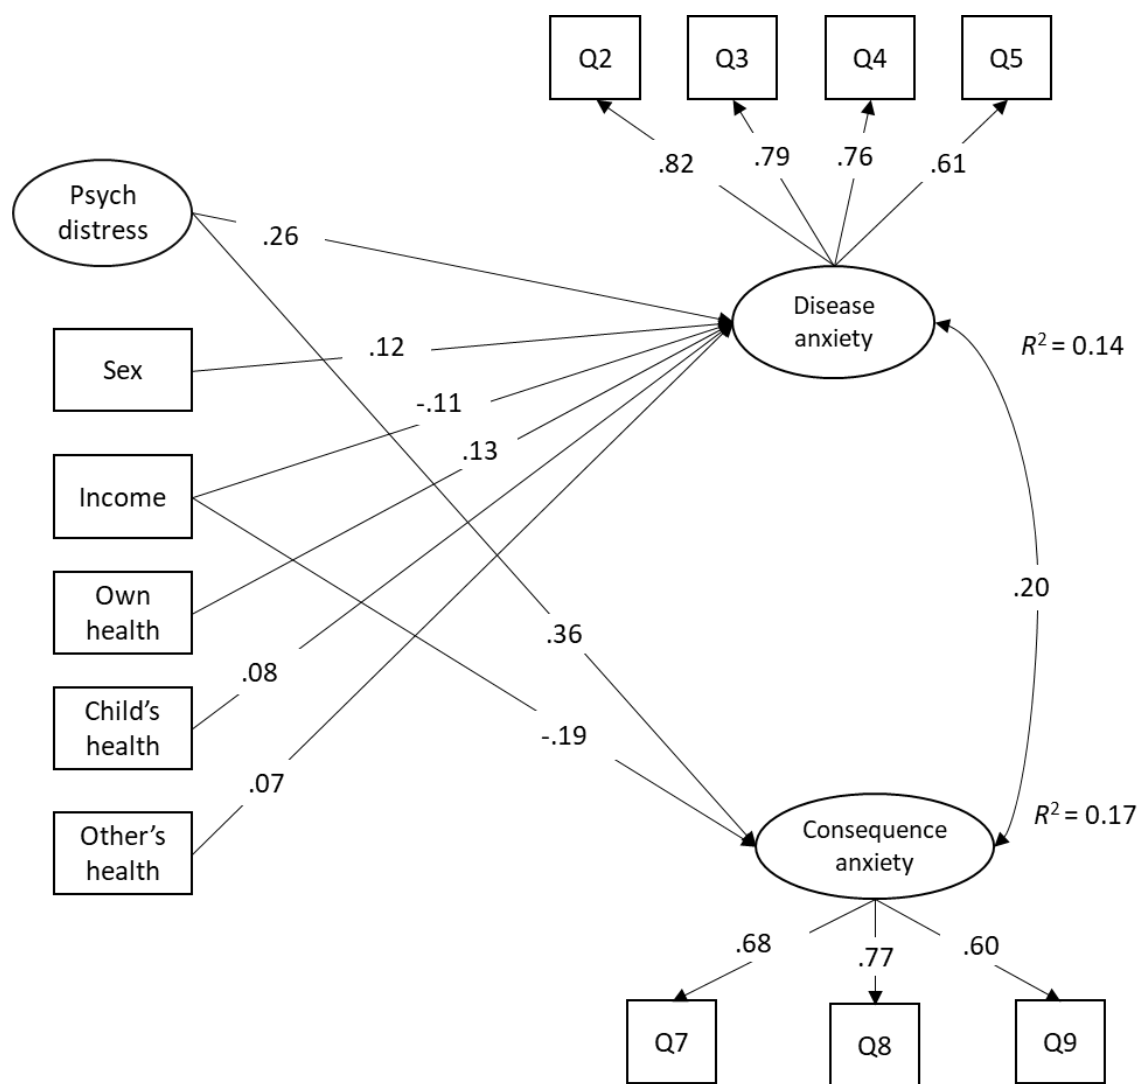 Q2
Q3
Q4
Q5
.82
.79
.76
.61
Psych
distress
.26
Disease
anxiety
R² = 0.14
Sex
.12
-.11
.13
Income
Own
health
.20
.36
.08
Child's
health
-.19
.07
Other's
health
Consequence
anxiety
R² = 0.17
.68
.77
.60
Q7
Q8
Q9